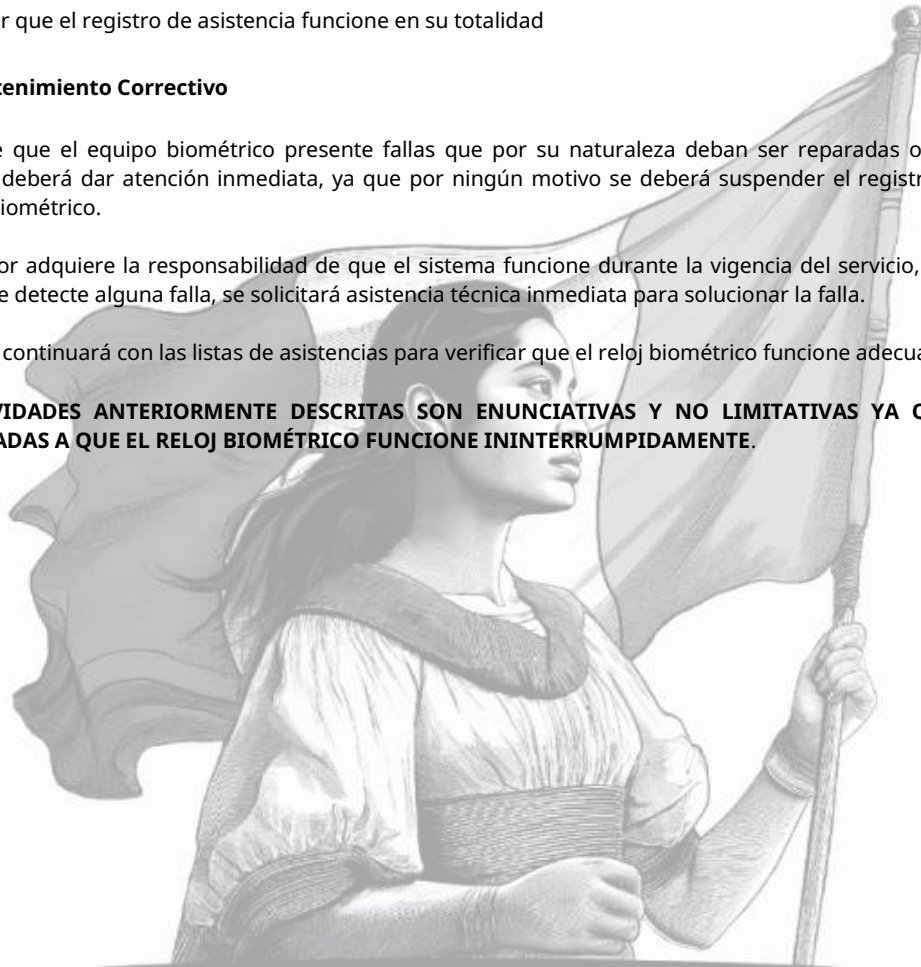 r que el registro de asistencia funcione en su totalidad
tenimiento Correctivo
e que el equipo biométrico presente fallas que por su naturaleza deban ser reparadas o
deberá dar atención inmediata, ya que por ningún motivo se deberá suspender el registr
iométrico.
or adquiere la responsabilidad de que el sistema funcione durante la vigencia del servicio,
e detecte alguna falla, se solicitará asistencia técnica inmediata para solucionar la falla.
continuará con las listas de asistencias para verificar que el reloj biométrico funcione adecua
VIDADES ANTERIORMENTE DESCRITAS SON ENUNCIATIVAS Y NO LIMITATIVAS YA Q
ADAS A QUE EL RELOJ BIOMÉTRICO FUNCIONE ININTERRUMPIDAMENTE.